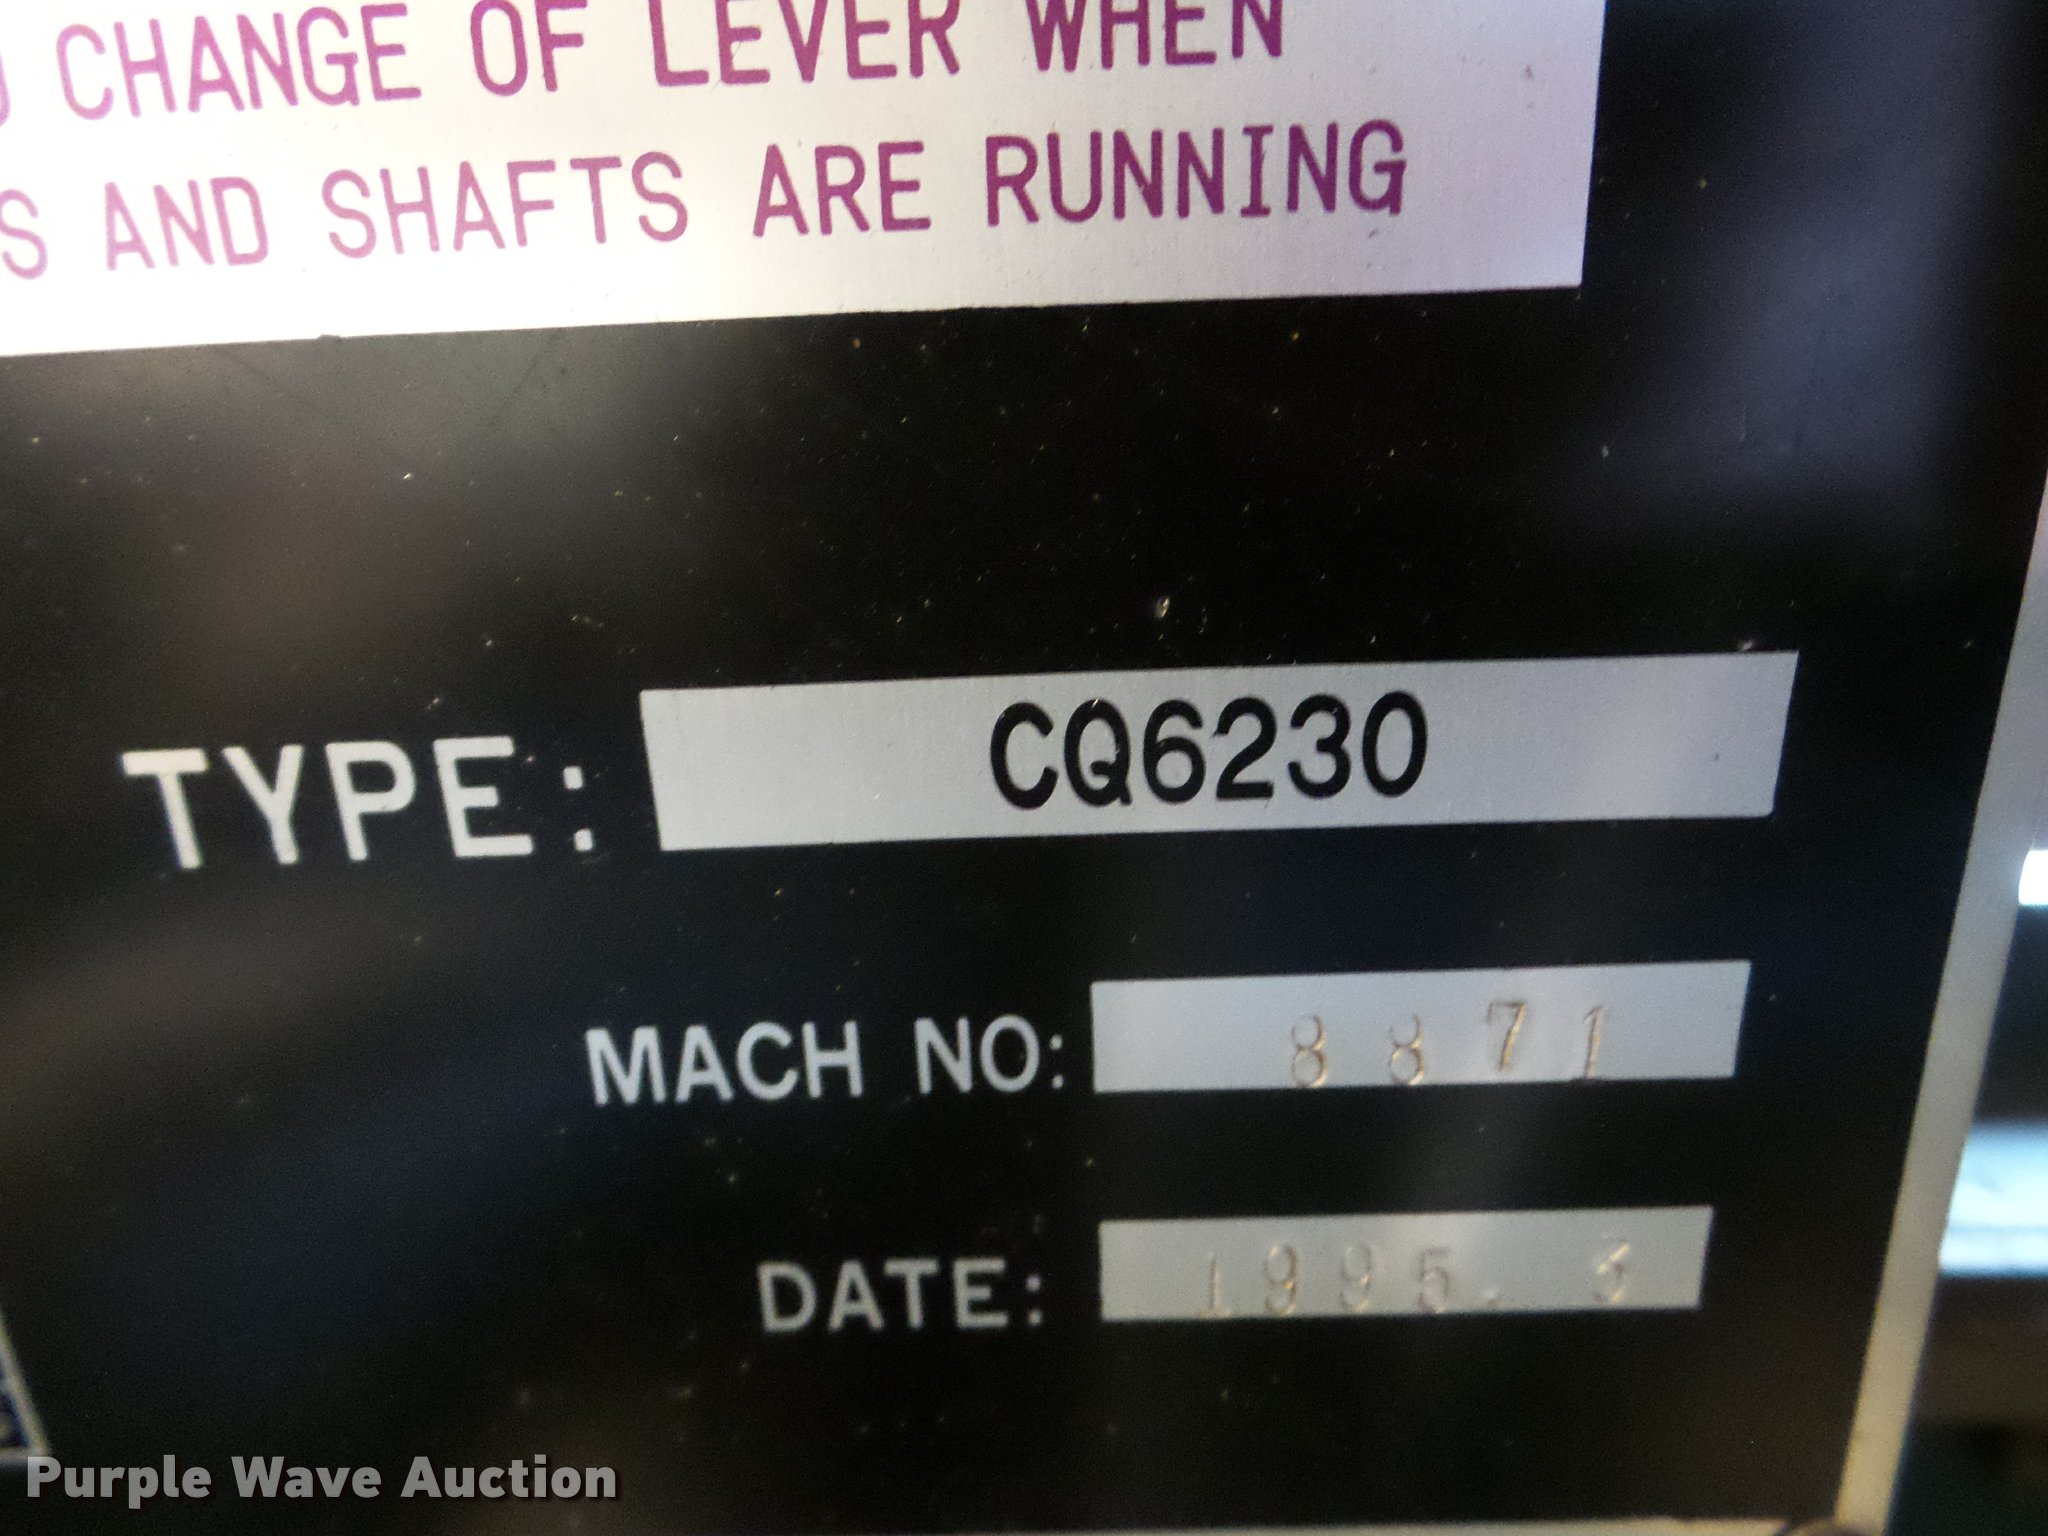 CHANGE OF LEVER WHEN
S AND SHAFTS ARE RUNNING
TYPE: CQ6230
MACH NO: 8871
DATE: 1995. 3
Purple Wave Auction